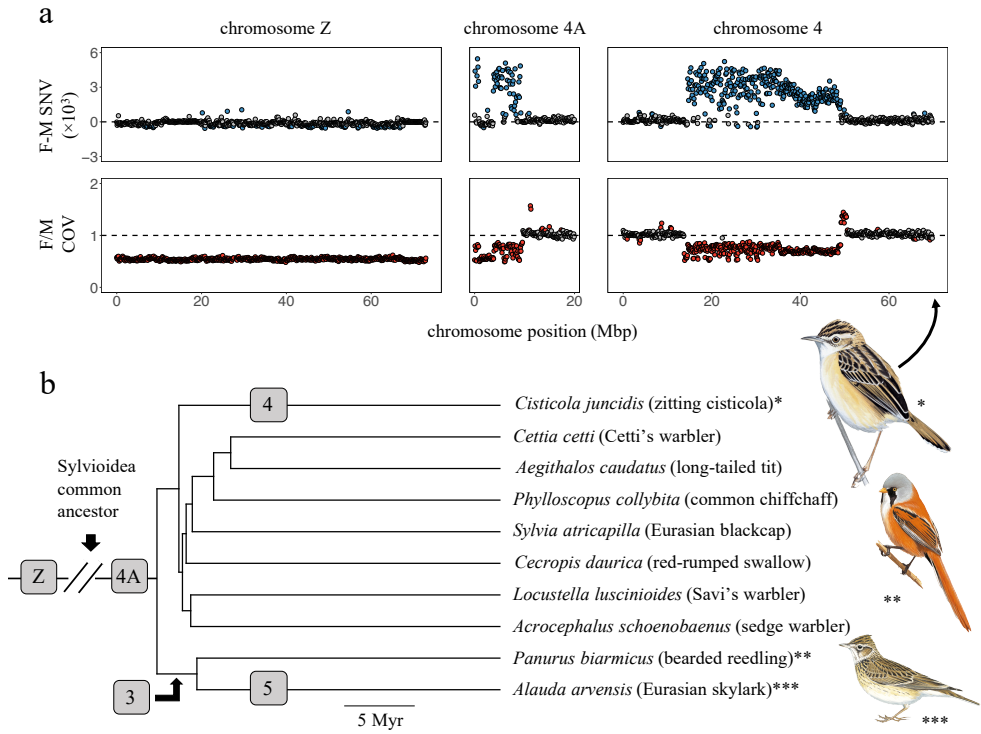 a
chromosome Z
chromosome 4A
chromosome 4
F-M SNV
(×10³)
6
3
0
−3
F/M
COV
2
1
0
0 20 40 60
0 10 20
0 20 40 60
chromosome position (Mbp)
b
4
Cisticola juncidis (zitting cisticola)*
*
Cettia cetti (Cetti's warbler)
Sylvioidea
common
ancestor
Aegithalos caudatus (long-tailed tit)
Phylloscopus collybita (common chiffchaff)
Sylvia atricapilla (Eurasian blackcap)
Z
4A
Cecropis daurica (red-rumped swallow)
Locustella luscinioides (Savi's warbler)
**
Acrocephalus schoenobaenus (sedge warbler)
Panurus biarmicus (bearded reedling)**
3
5
Alauda arvensis (Eurasian skylark)***
***
5 Myr